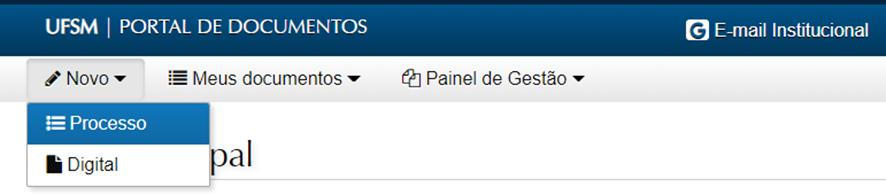 UFSM | PORTAL DE DOCUMENTOS
E-mail Institucional
Novo
Meus documentos
Painel de Gestão
Processo
Digital
pal